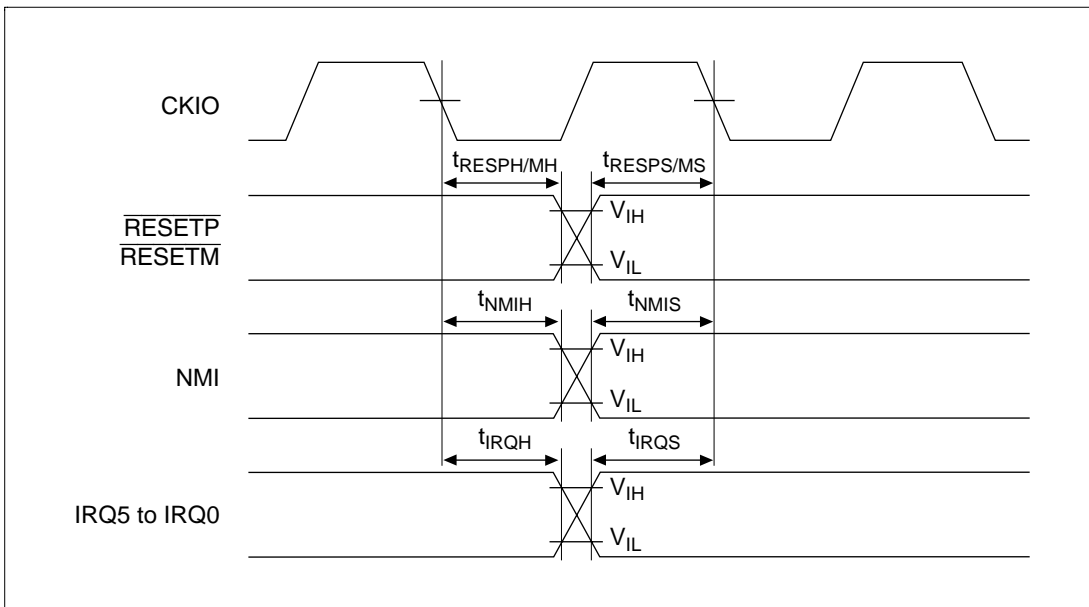 CKIO
tRESPH/MH tRESPS/MS
RESETP
RESETM
VIH
VIL
tNMIH tNMIS
NMI
VIH
VIL
tIRQH tIRQS
IRQ5 to IRQ0
VIH
VIL